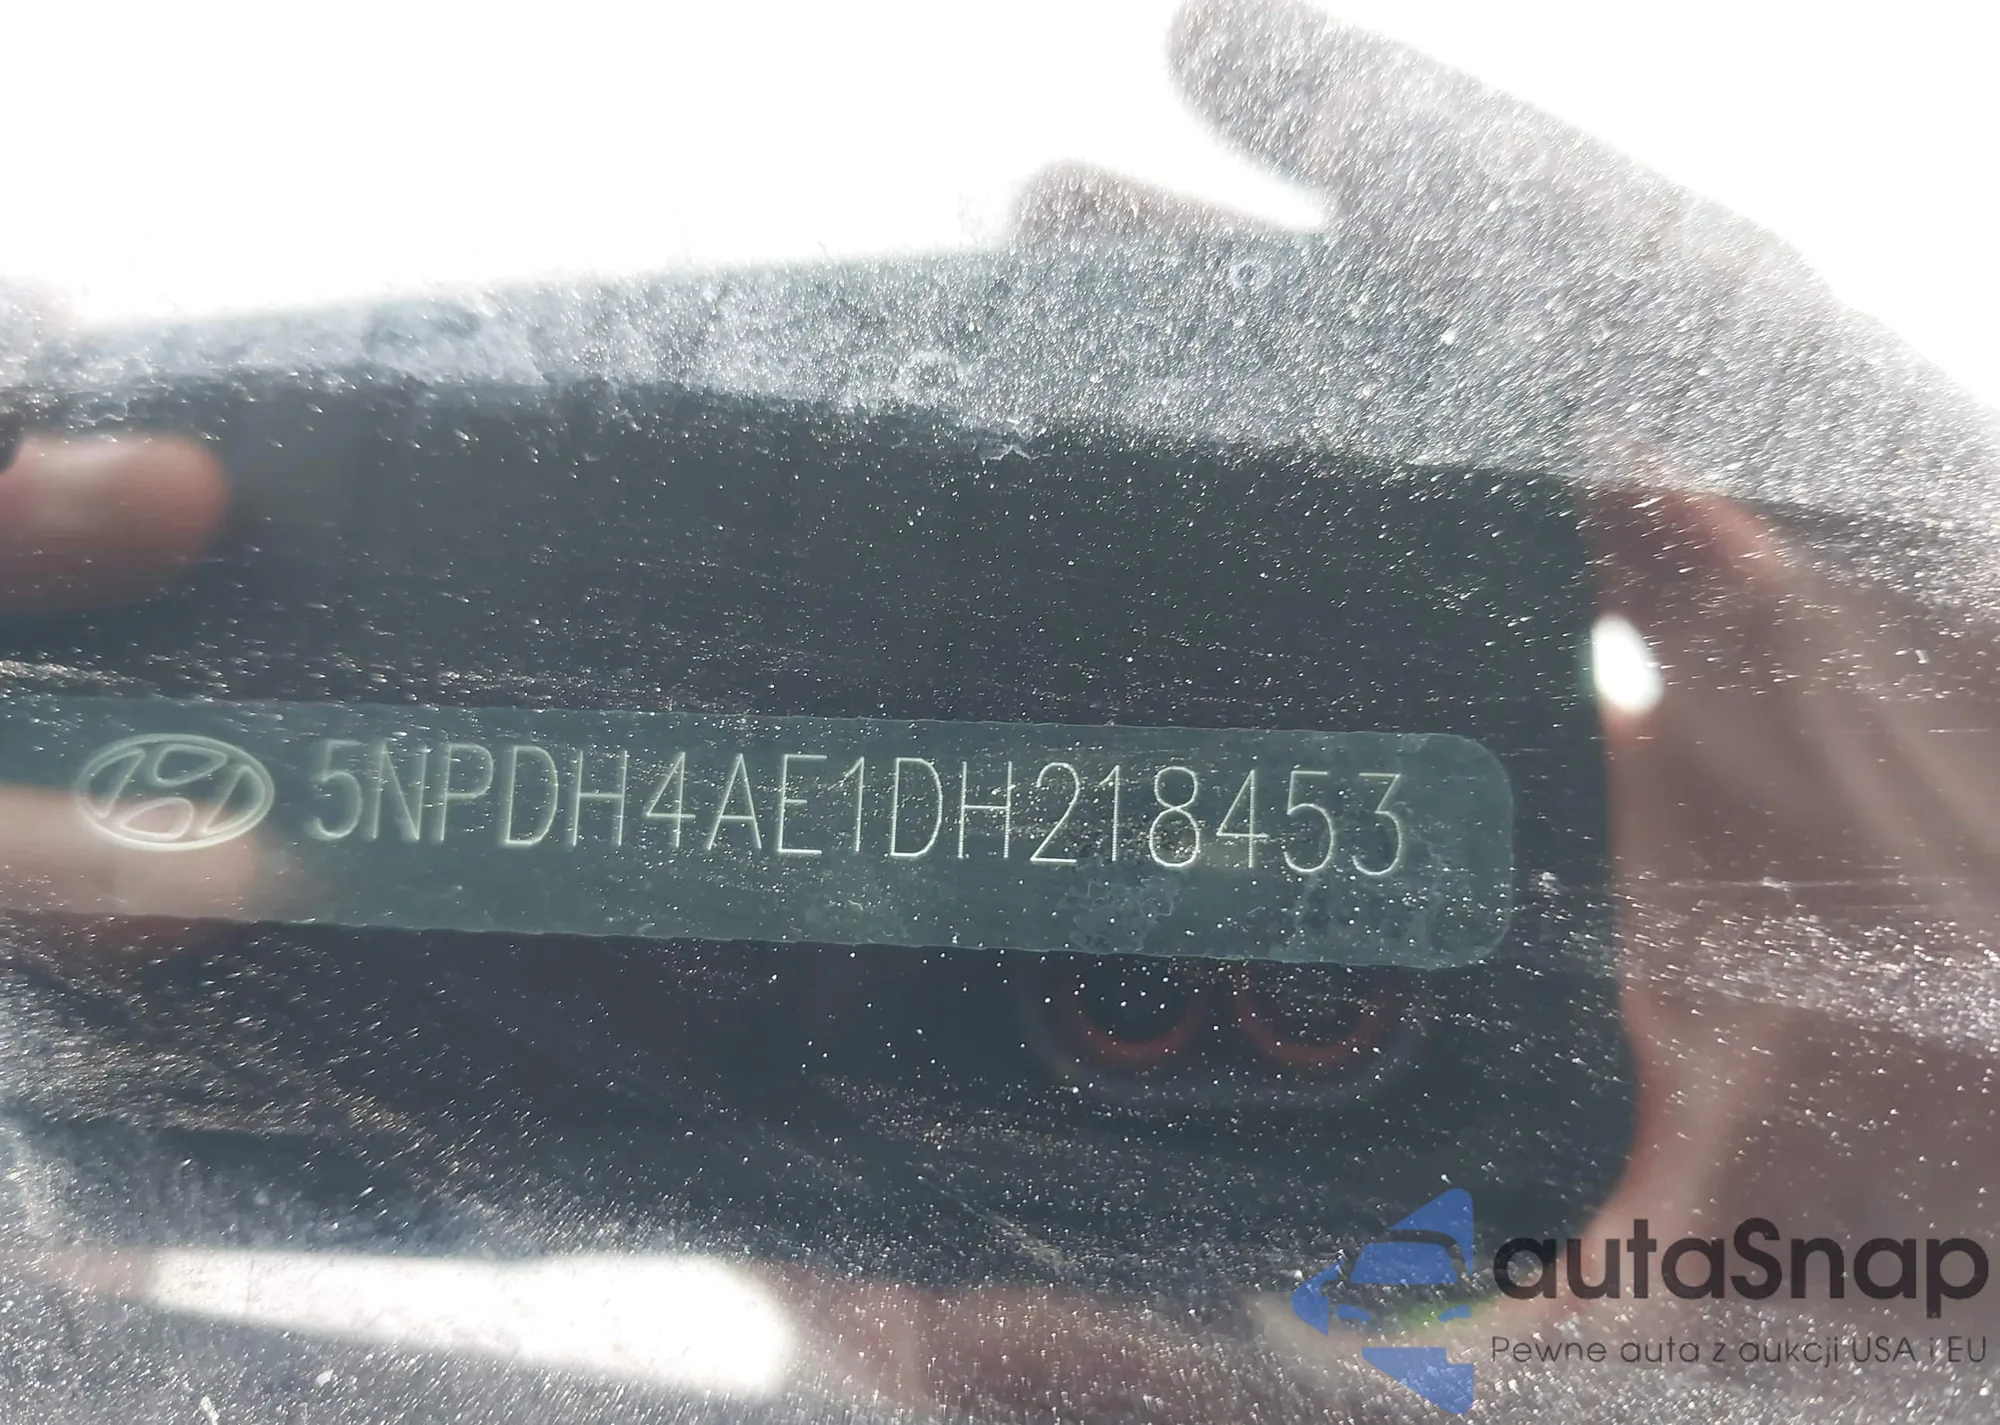 5NPDH4AE1DH218453
autaSnap
Pewne auta z aukcji USA i EU